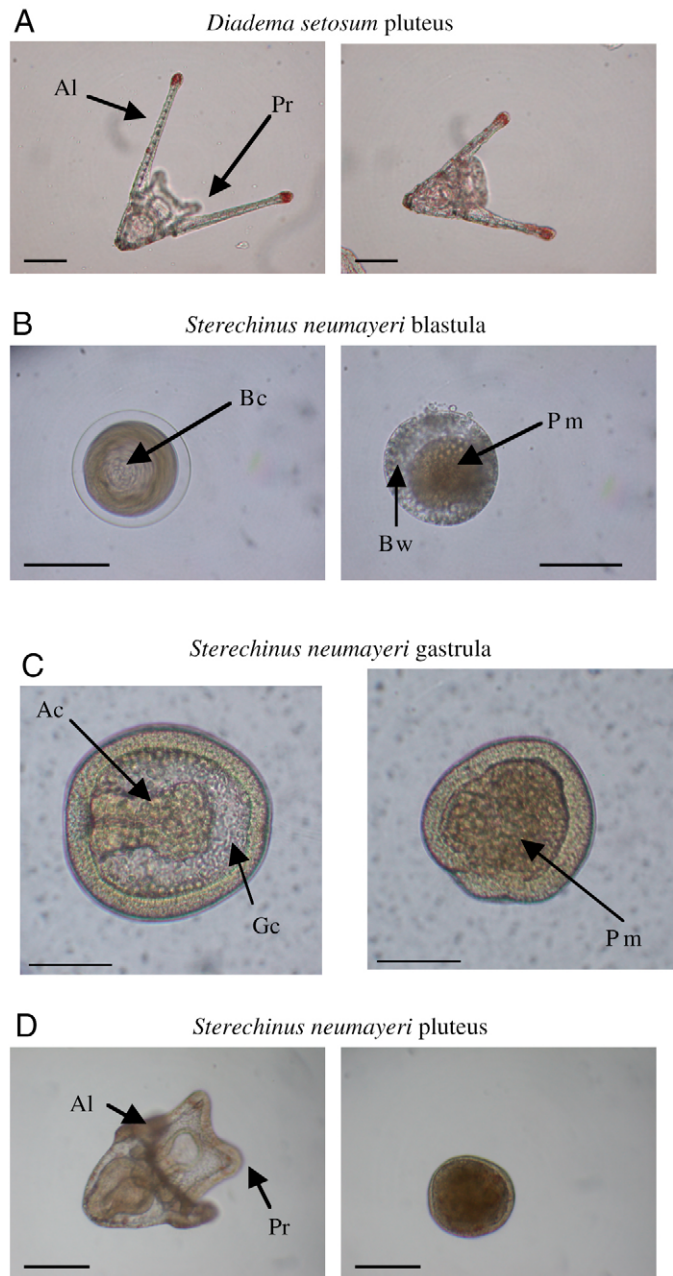 A
Diadema setosum pluteus
Al
Pr
B
Sterechinus neumayeri blastula
Bc
Pm
Bw
C
Sterechinus neumayeri gastrula
Ac
Gc
Pm
D
Sterechinus neumayeri pluteus
Al
Pr